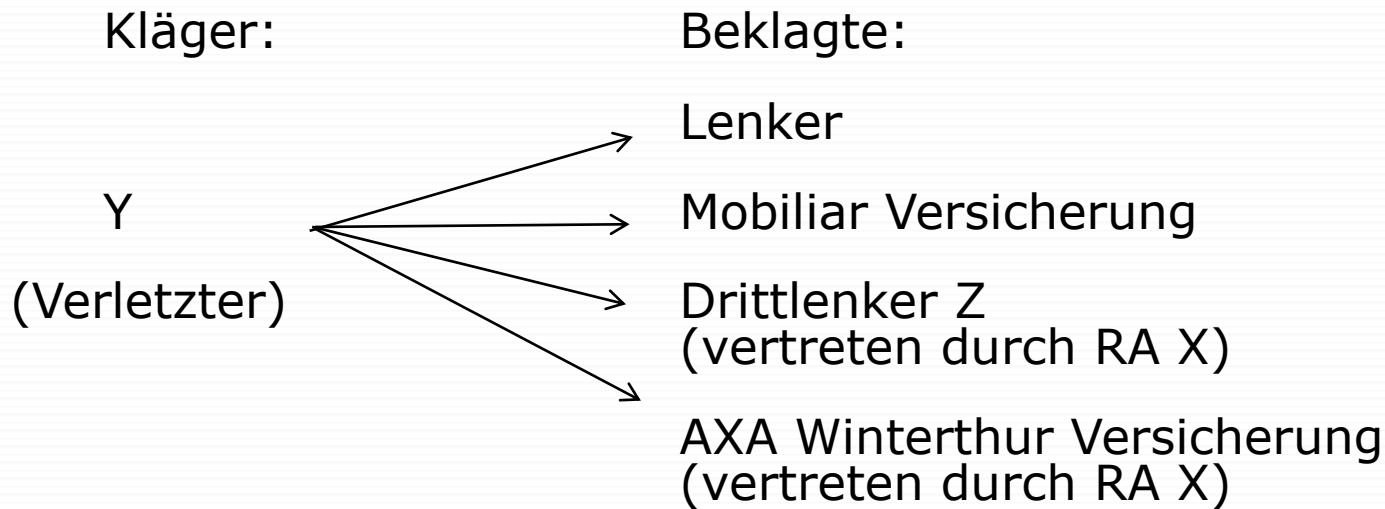 Kläger:
Beklagte:
Lenker
Y
Mobiliar Versicherung
(Verletzter)
Drittlenker Z
(vertreten durch RA X)
AXA Winterthur Versicherung
(vertreten durch RA X)